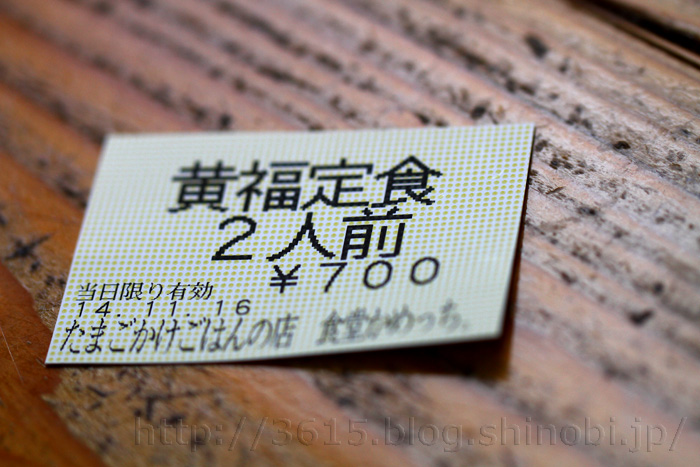 黄福定食
２人前
￥７００
当日限り有効
１４．１１．１６
たまごかけごはんの店　食堂かめっち。
http://3615.blog.shinobi.jp/